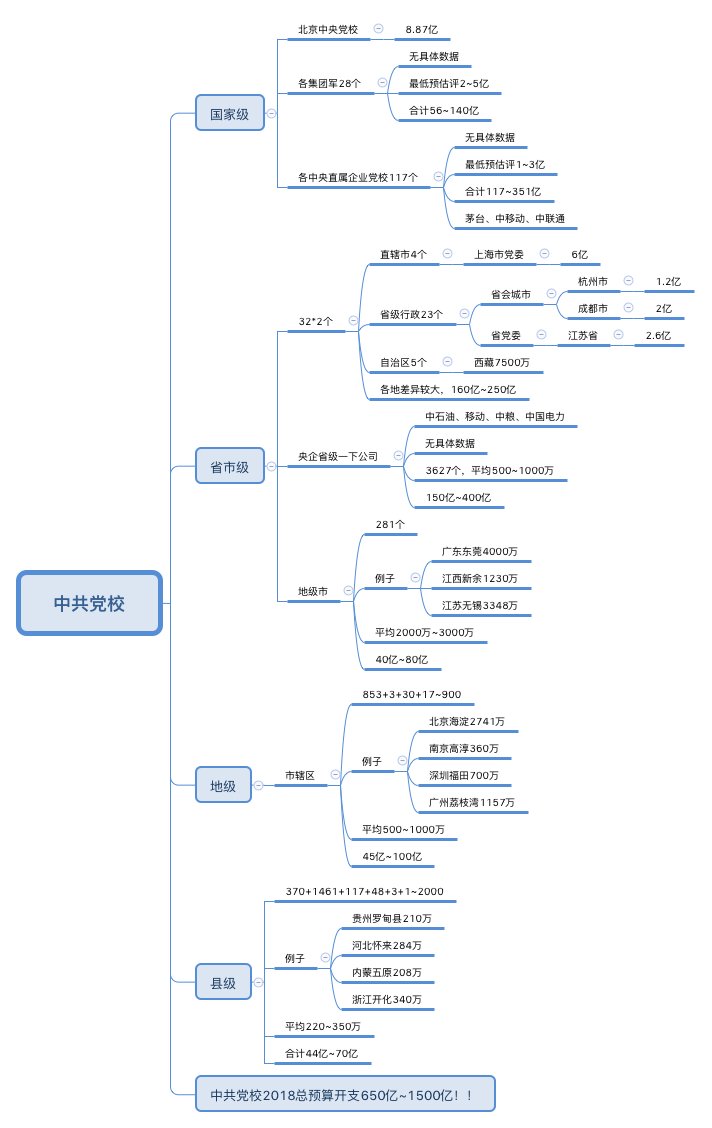 中共党校
国家级
北京中央党校
8.87亿
各集团军28个
无具体数据
最低预估评2~5亿
合计56~140亿
各中央直属企业党校117个
无具体数据
最低预估评1~3亿
合计117~351亿
茅台、中移动、中联通
省市级
32*2个
直辖市4个
上海市党委
6亿
省级行政23个
省会城市
杭州市
1.2亿
成都市
2亿
省党委
江苏省
2.6亿
自治区5个
西藏7500万
各地差异较大，160亿~250亿
央企省级一下公司
中石油、移动、中粮、中国电力
无具体数据
3627个，平均500~1000万
150亿~400亿
地级市
281个
例子
广东东莞4000万
江西新余1230万
江苏无锡3348万
平均2000万~3000万
40亿~80亿
地级
市辖区
853+3+30+17~900
例子
北京海淀2741万
南京高淳360万
深圳福田700万
广州荔枝湾1157万
平均500~1000万
45亿~100亿
县级
370+1461+117+48+3+1~2000
例子
贵州罗甸县210万
河北怀来284万
内蒙五原208万
浙江开化340万
平均220~350万
合计44亿~70亿
中共党校2018总预算开支650亿~1500亿！！